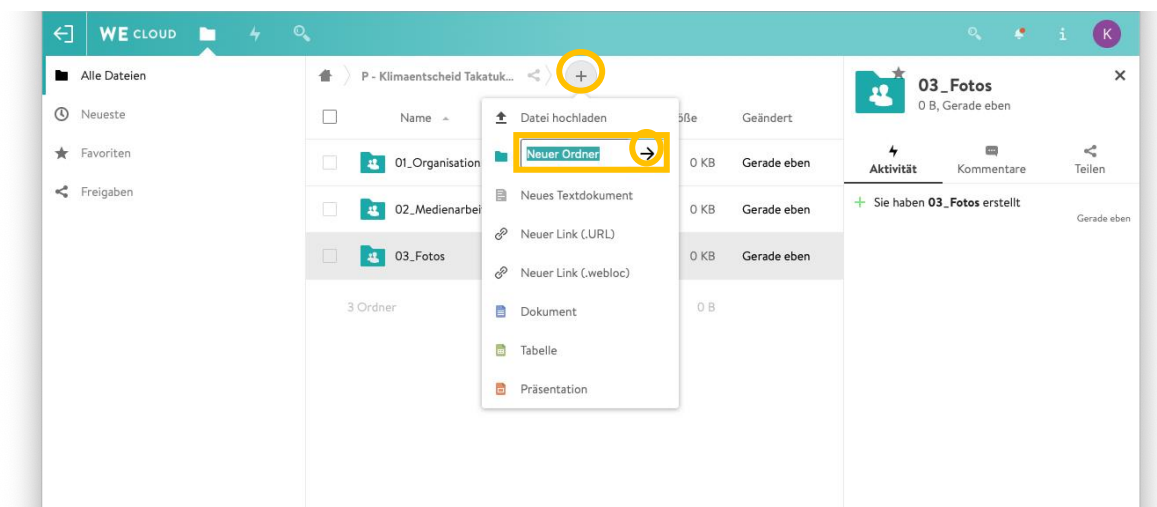 WE CLOUD
i
K
Alle Dateien
Neueste
Favoriten
Freigaben
P - Klimaentscheid Takatuk...
+
Name
öße
Geändert
01_Organisation
0 KB
Gerade eben
02_Medienarbei
0 KB
Gerade eben
03_Fotos
0 KB
Gerade eben
3 Ordner
0 B
Datei hochladen
Neuer Ordner
Neues Textdokument
Neuer Link (.URL)
Neuer Link (.webloc)
Dokument
Tabelle
Präsentation
03_Fotos
0 B, Gerade eben
Aktivität
Kommentare
Teilen
Sie haben 03_Fotos erstellt
Gerade eben